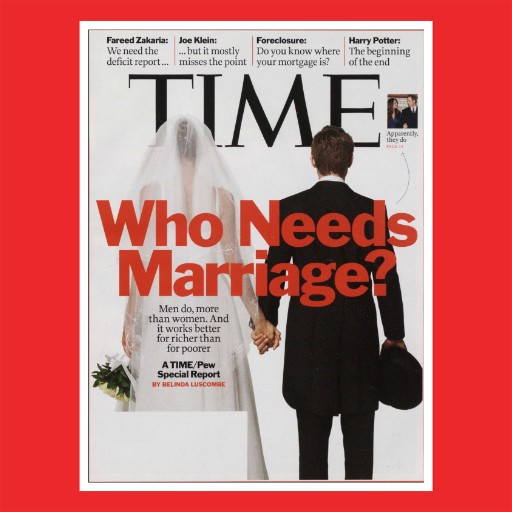 Fareed Zakaria:
We need the
deficit report ...
Joe Klein:
... but it mostly
misses the point
Foreclosure:
Do you know where
your mortgage is?
Harry Potter:
The beginning
of the end
TIME
Apparently,
they do
Who Needs
Marriage?
Men do, more
than women. And
it works better
for richer than
for poorer
A TIME/Pew
Special Report
BY BELINDA LUSCOMBE